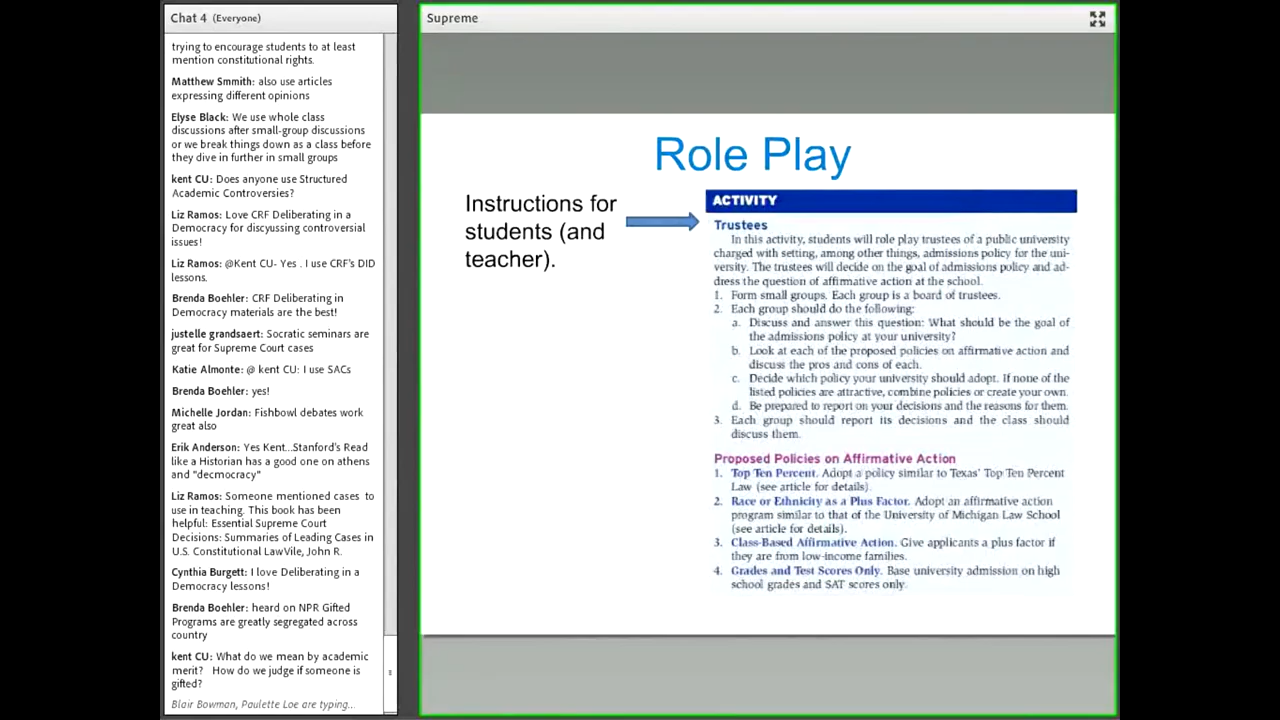 Chat 4 (Everyone)
trying to encourage students to at least
mention constitutional rights.
Matthew Smmith: also use articles
expressing different opinions
Elyse Black: We use whole class
discussions after small-group discussions
or we break things down as a class before
they dive in further in small groups
kent CU: Does anyone use Structured
Academic Controversies?
Liz Ramos: Love CRF Deliberating in a
Democracy for discyussing controversial
issues!
Liz Ramos: @Kent CU- Yes . I use CRF's DID
lessons.
Brenda Boehler: CRF Deliberating in
Democracy materials are the best!
justelle grandsaert: Socratic seminars are
great for Supreme Court cases
Katie Almonte: @ kent CU: I use SACs
Brenda Boehler: yes!
Michelle Jordan: Fishbowl debates work
great also
Erik Anderson: Yes Kent...Stanford's Read
like a Historian has a good one on athens
and "decmocracy"
Liz Ramos: Someone mentioned cases to
use in teaching. This book has been
helpful: Essential Supreme Court
Decisions: Summaries of Leading Cases in
U.S. Constitutional LawVile, John R.
Cynthia Burgett: I love Deliberating in a
Democracy lessons!
Brenda Boehler: heard on NPR Gifted
Programs are greatly segregated across
country
kent CU: What do we mean by academic
merit? How do we judge if someone is
gifted?
Blair Bowman, Paulette Loe are typing...
Supreme
Role Play
Instructions for
students (and
teacher).
ACTIVITY
Trustees
In this activity, students will role play trustees of a public university
charged with setting, among other things, admissions policy for the uni-
versity. The trustees will decide on the goal of admissions policy and ad-
dress the question of affirmative action at the school.
1. Form small groups. Each group is a board of trustees.
2. Each group should do the following:
a. Discuss and answer this question: What should be the goal of
the admissions policy at your university?
b. Look at each of the proposed policies on affirmative action and
discuss the pros and cons of each.
c. Decide which policy your university should adopt. If none of the
listed policies are attractive, combine policies or create your own.
d. Be prepared to report on your decisions and the reasons for them.
3. Each group should report its decisions and the class should
discuss them.
Proposed Policies on Affirmative Action
1. Top Ten Percent. Adopt a policy similar to Texas' Top Ten Percent
Law (see article for details).
2. Race or Ethnicity as a Plus Factor. Adopt an affirmative action
program similar to that of the University of Michigan Law School
(see article for details).
3. Class-Based Affirmative Action. Give applicants a plus factor if
they are from low-income families.
4. Grades and Test Scores Only. Base university admission on high
school grades and SAT scores only.